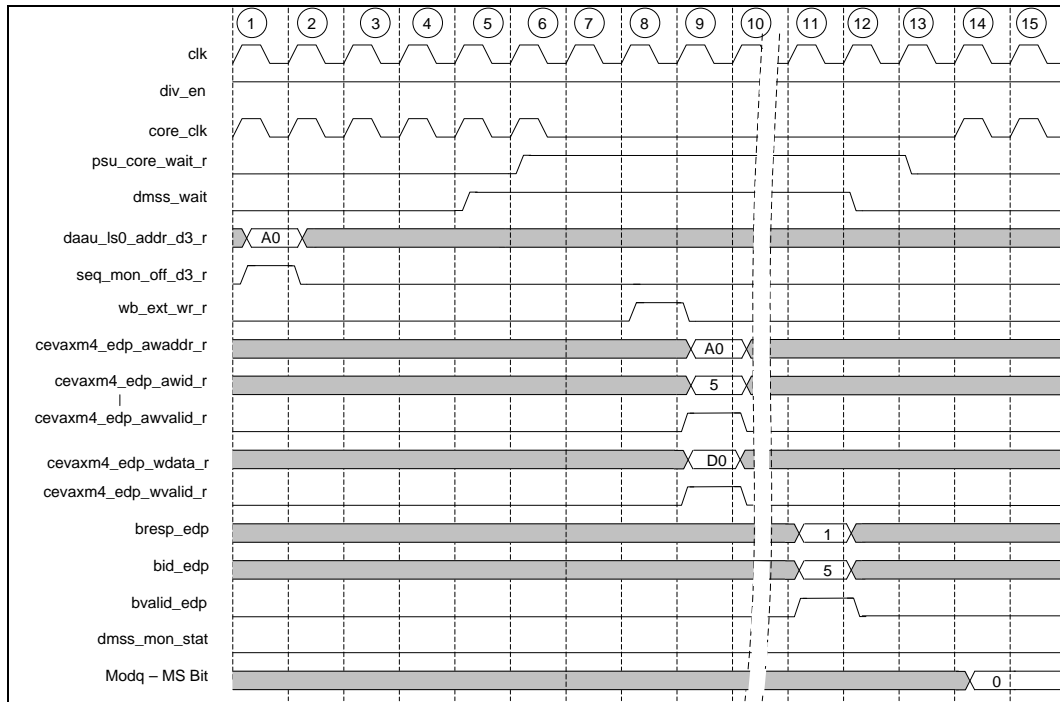 1 2 3 4 5 6 7 8 9 10 11 12 13 14 15
clk
div_en
core_clk
psu_core_wait_r
dmss_wait
daau_ls0_addr_d3_r A0
seq_mon_off_d3_r
wb_ext_wr_r
cevaxm4_edp_awaddr_r A0
cevaxm4_edp_awid_r 5
cevaxm4_edp_awvalid_r
cevaxm4_edp_wdata_r D0
cevaxm4_edp_wvalid_r
bresp_edp 1
bid_edp 5
bvalid_edp
dmss_mon_stat
Modq – MS Bit 0